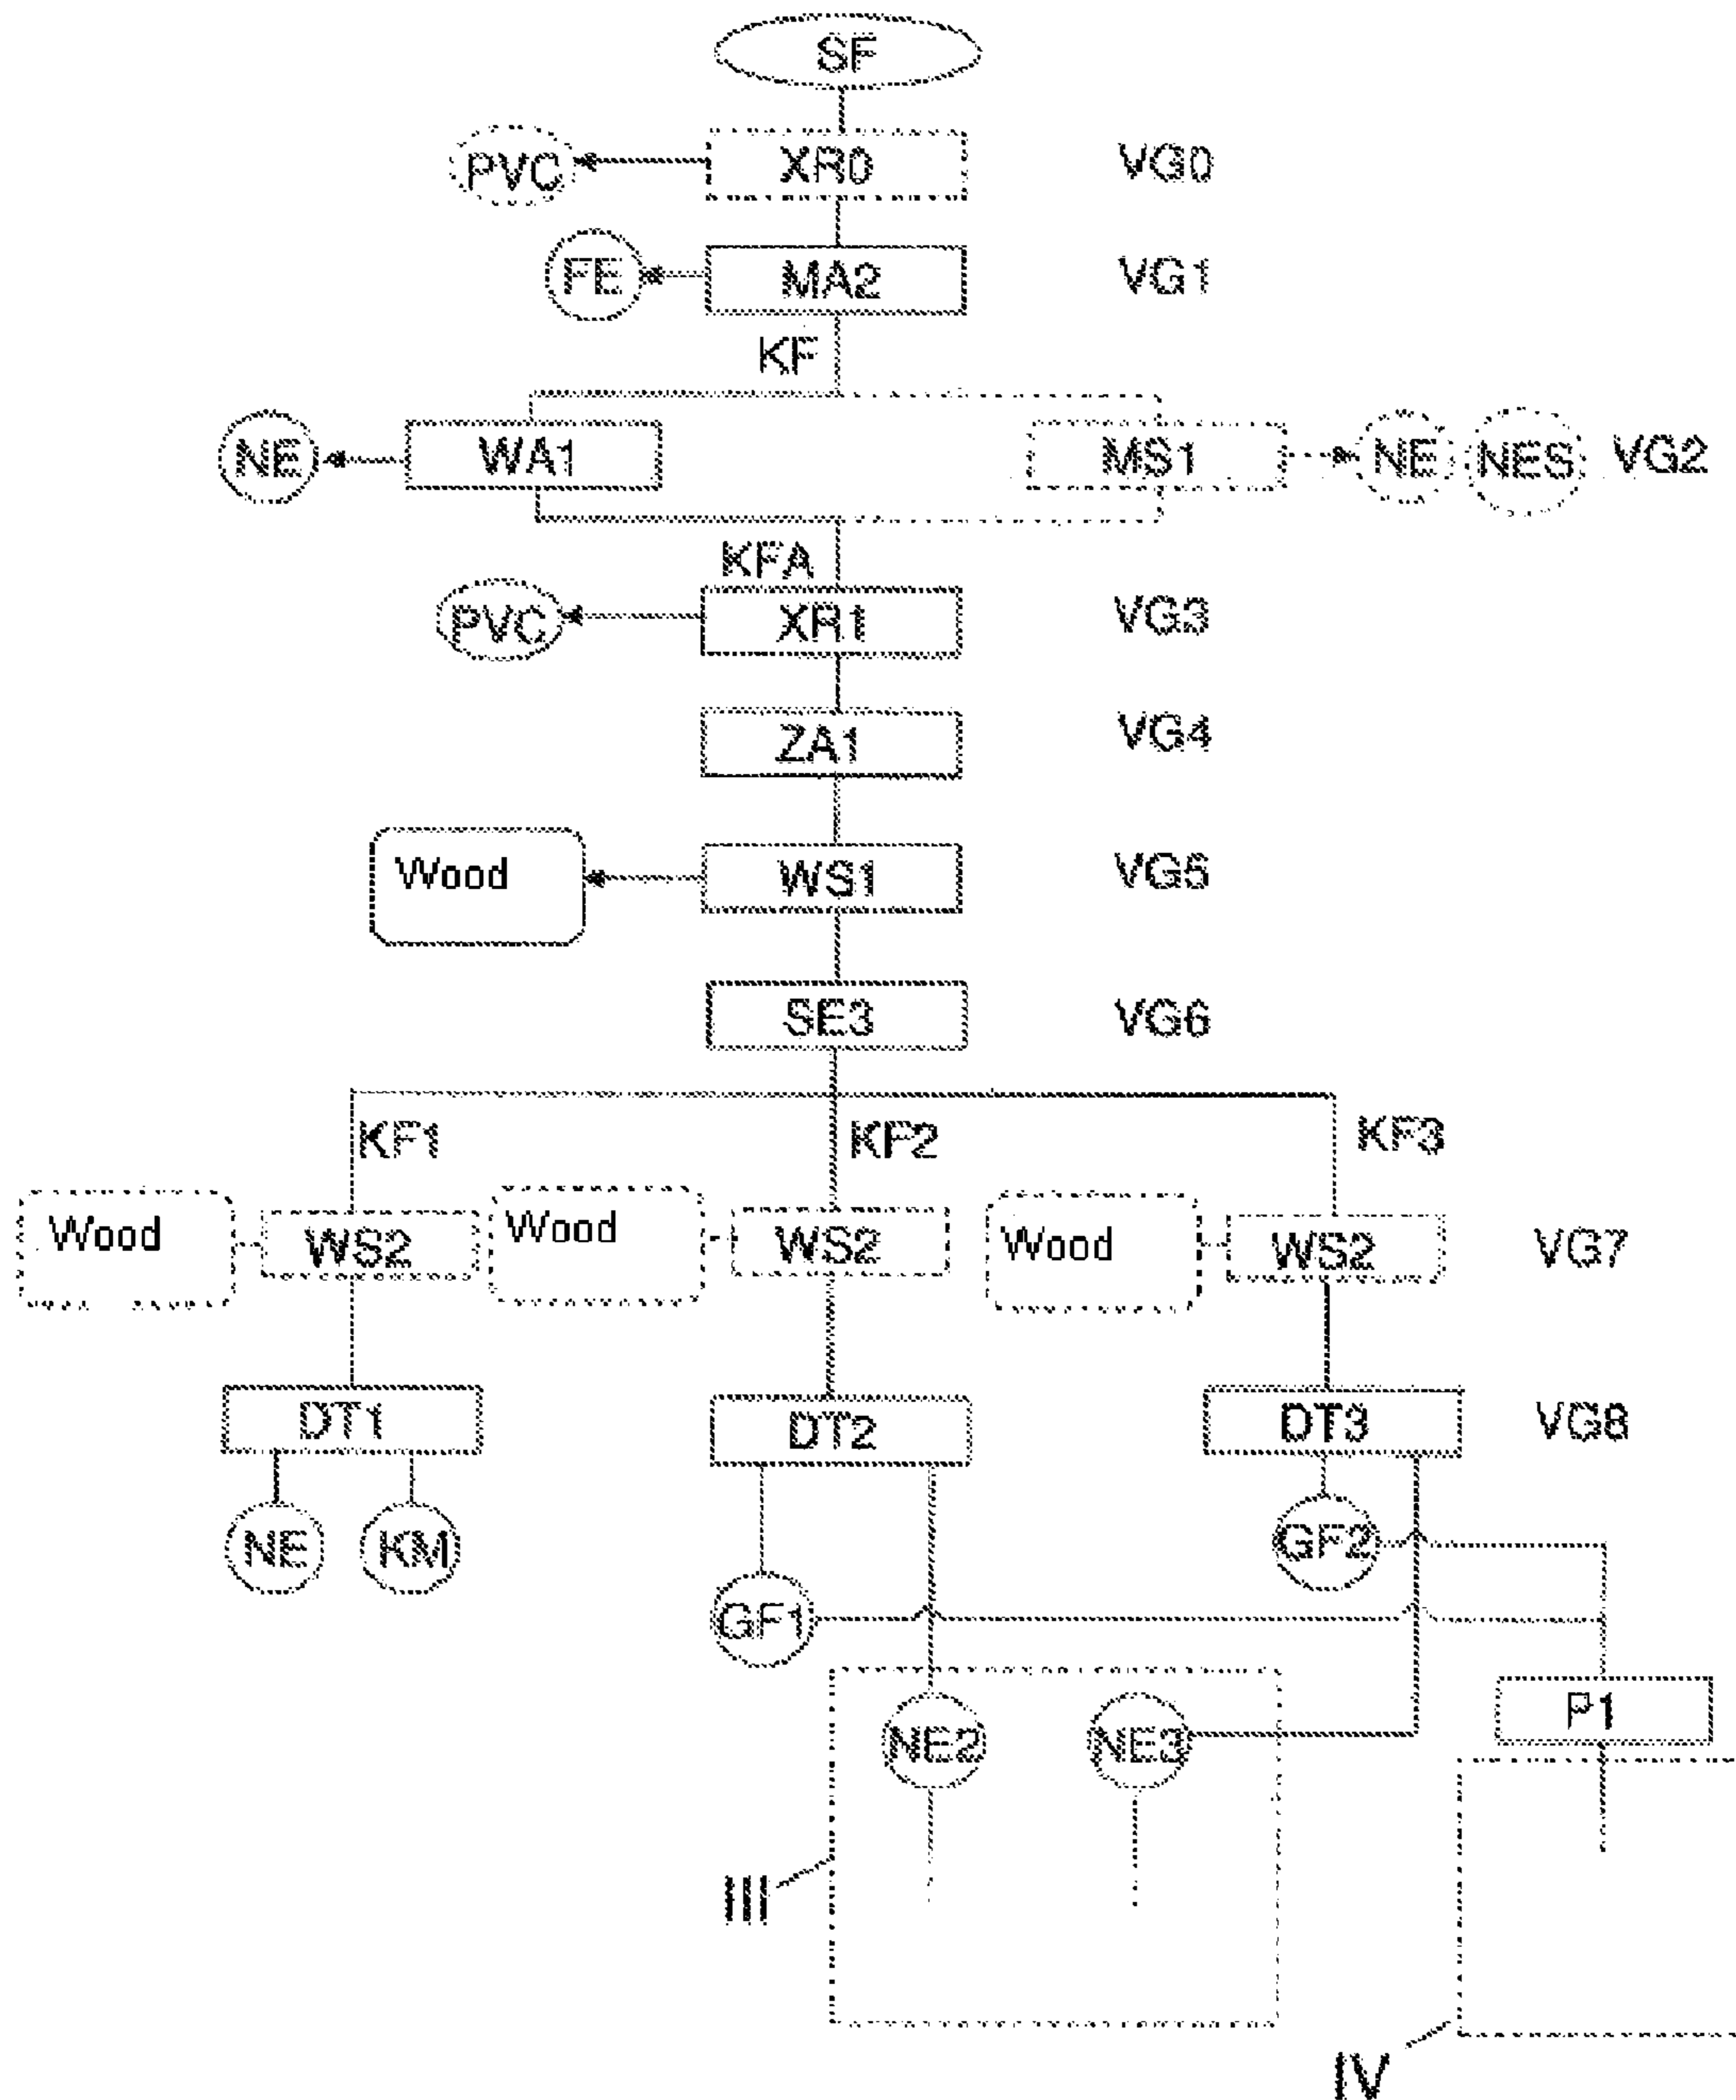 SF
PVC XR0 VG0
FE MA2 VG1
KF
NE WA1 MS1 NE NES VG2
KFA
PVC XR1 VG3
ZA1 VG4
Wood WS1 VG5
SE3 VG6
KF1 KF2 KF3
Wood WS2 Wood WS2 Wood WS2 VG7
DT1 DT2 DT3 VG8
NE KM GF2
GF1
NE2 NE3 P1
III
IV